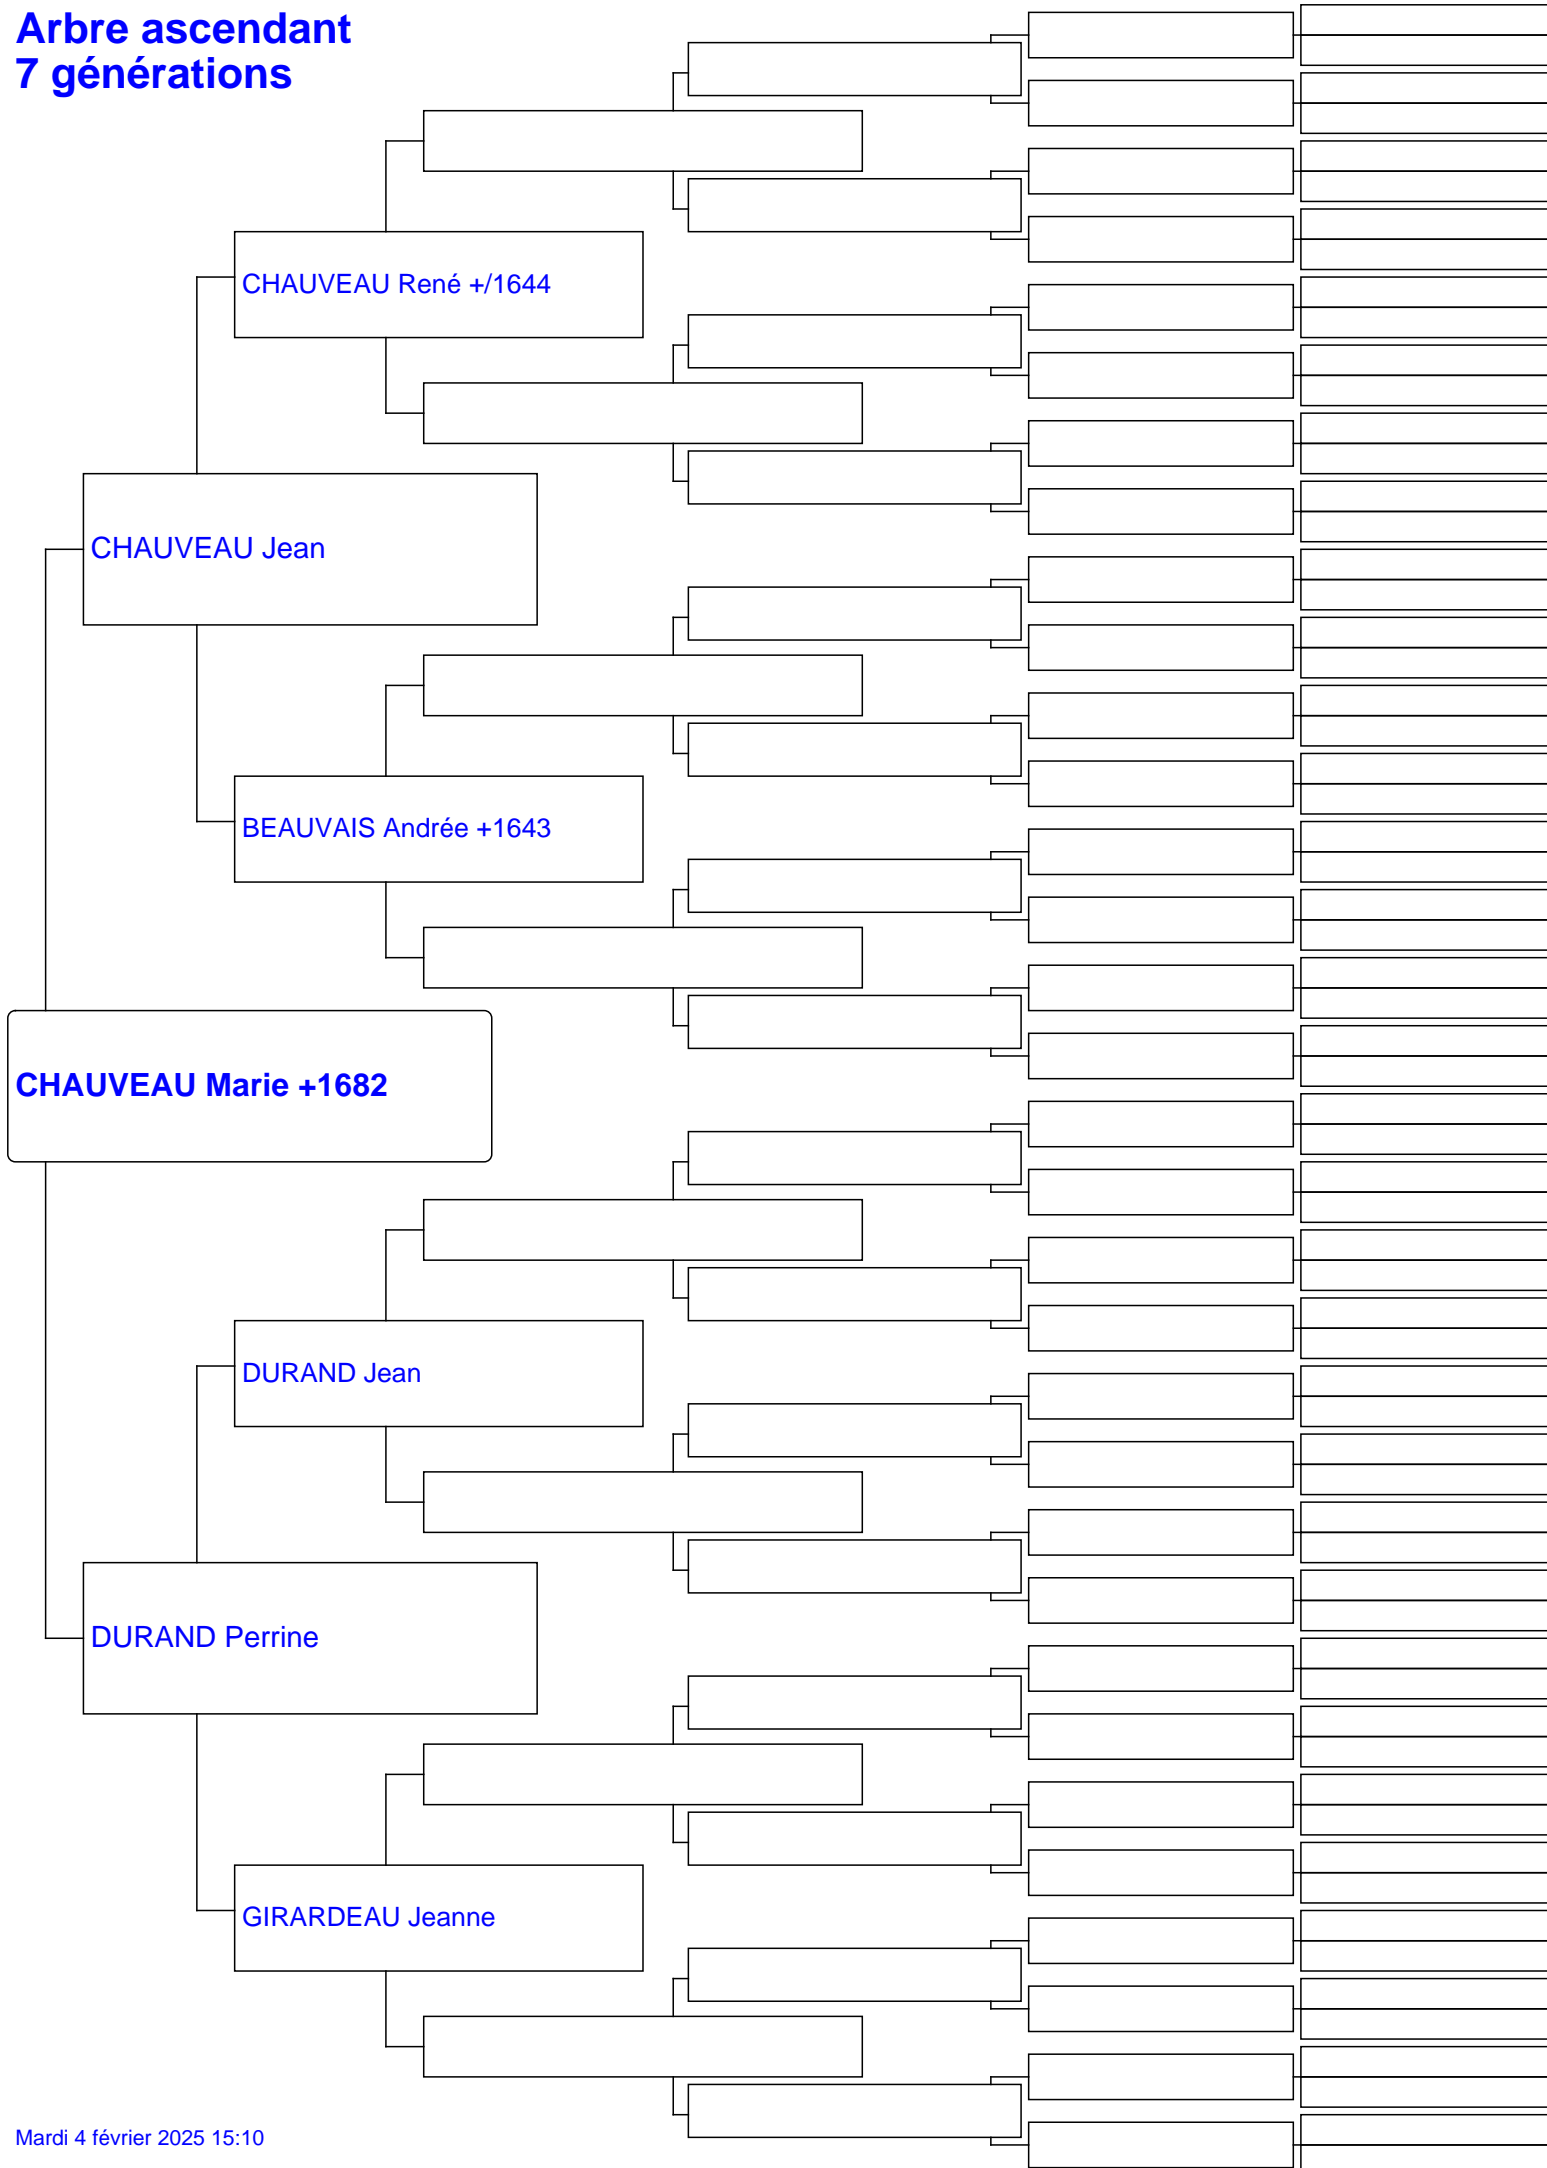 Arbre ascendant
7 générations
CHAUVEAU René +/1644
CHAUVEAU Jean
BEAUVAIS Andrée +1643
CHAUVEAU Marie +1682
DURAND Jean
DURAND Perrine
GIRARDEAU Jeanne
Mardi 4 février 2025 15:10